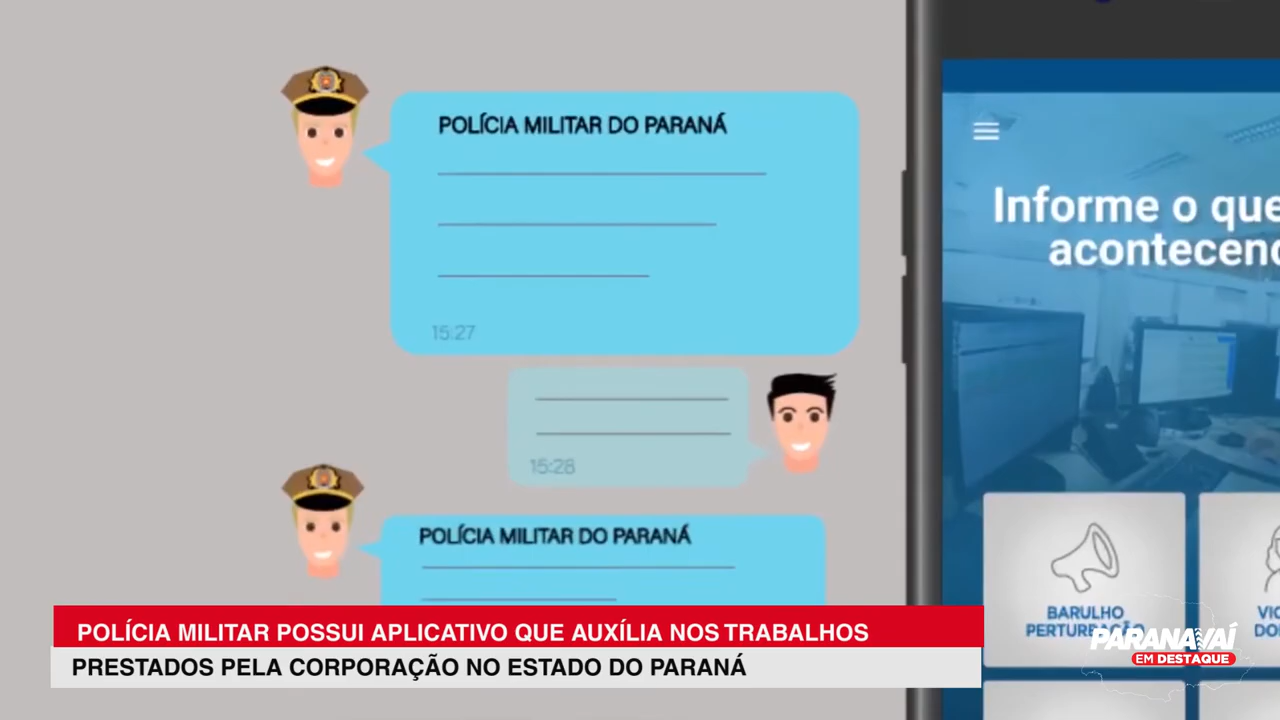 POLÍCIA MILITAR DO PARANÁ
15:27
15:28
POLÍCIA MILITAR DO PARANÁ
Informe o que
BARULHO
PERTURBAÇÃO
POLÍCIA MILITAR POSSUI APLICATIVO QUE AUXÍLIA NOS TRABALHOS
PRESTADOS PELA CORPORAÇÃO NO ESTADO DO PARANÁ
PARANAVAÍ
EM DESTAQUE